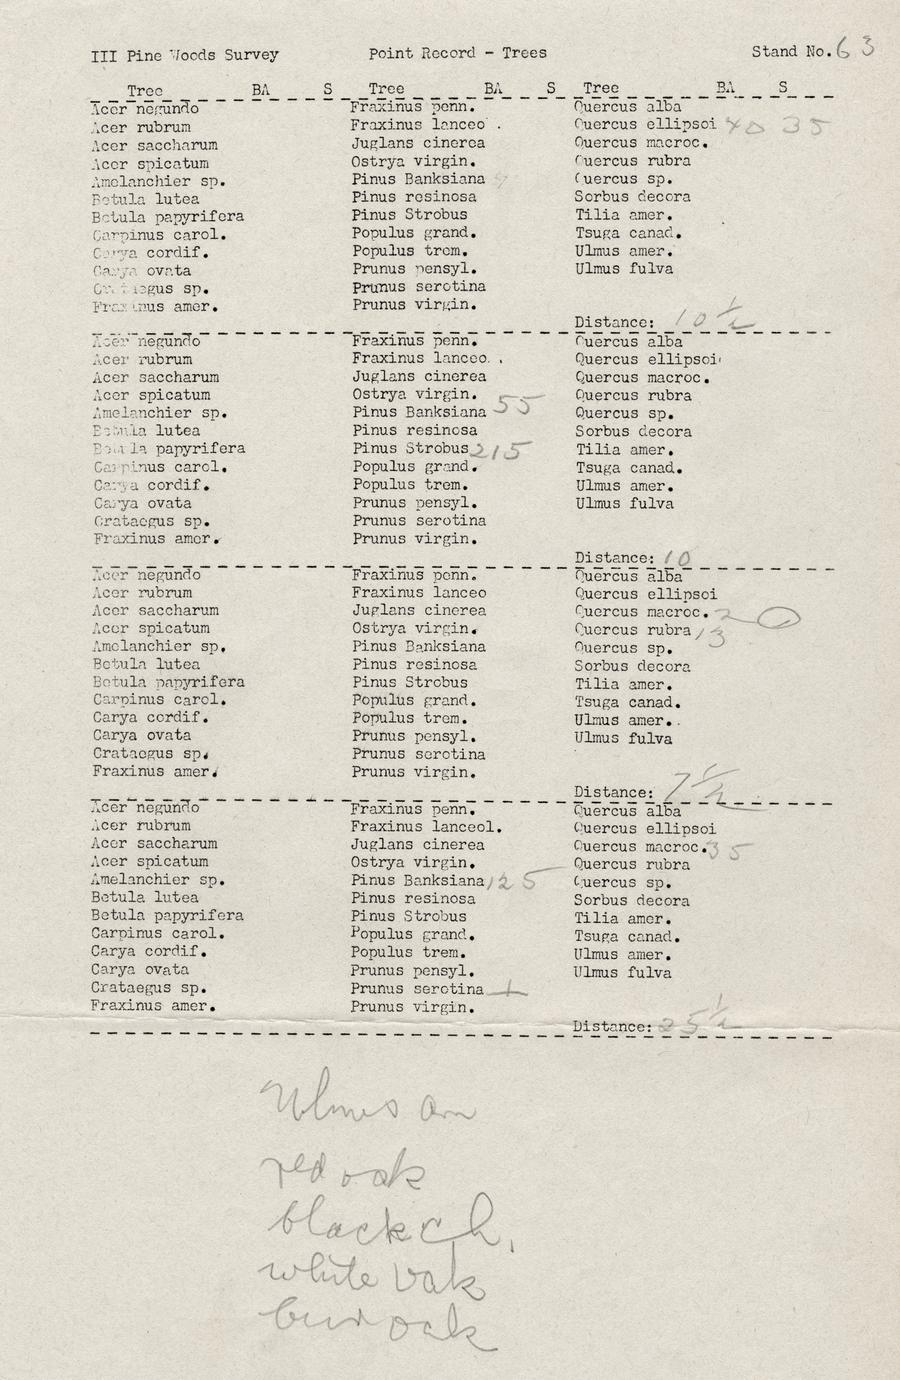 III Pine Woods Survey Point Record - Trees Stand No. 63
Tree BA S Tree BA S Tree BA S
Acer negundo Fraxinus penn. Quercus alba
Acer rubrum Fraxinus lanceo . Quercus ellipsoi 40 35
Acer saccharum Juglans cinerea Quercus macroc.
Acer spicatum Ostrya virgin. Quercus rubra
Amelanchier sp. Pinus Banksiana Quercus sp.
Betula lutea Pinus resinosa Sorbus decora
Betula papyrifera Pinus Strobus Tilia amer.
Carpinus carol. Populus grand. Tsuga canad.
Carya cordif. Populus trem. Ulmus amer.
Carya ovata Prunus pensyl. Ulmus fulva
Crataegus sp. Prunus serotina
Fraxinus amer. Prunus virgin.
Distance: 10 1/2
Acer negundo Fraxinus penn. Quercus alba
Acer rubrum Fraxinus lanceo. . Quercus ellipsoi
Acer saccharum Juglans cinerea Quercus macroc.
Acer spicatum Ostrya virgin. Quercus rubra
Amelanchier sp. Pinus Banksiana 55 Quercus sp.
Betula lutea Pinus resinosa Sorbus decora
Betula papyrifera Pinus Strobus 215 Tilia amer.
Carpinus carol. Populus grand. Tsuga canad.
Carya cordif. Populus trem. Ulmus amer.
Carya ovata Prunus pensyl. Ulmus fulva
Crataegus sp. Prunus serotina
Fraxinus amer. Prunus virgin.
Distance: 10
Acer negundo Fraxinus penn. Quercus alba
Acer rubrum Fraxinus lanceo Quercus ellipsoi
Acer saccharum Juglans cinerea Quercus macroc. 20
Acer spicatum Ostrya virgin. Quercus rubra 13
Amelanchier sp. Pinus Banksiana Quercus sp.
Betula lutea Pinus resinosa Sorbus decora
Betula papyrifera Pinus Strobus Tilia amer.
Carpinus carol. Populus grand. Tsuga canad.
Carya cordif. Populus trem. Ulmus amer..
Carya ovata Prunus pensyl. Ulmus fulva
Crataegus sp. Prunus serotina
Fraxinus amer. Prunus virgin.
Distance: 7 1/2
Acer negundo Fraxinus penn. Quercus alba
Acer rubrum Fraxinus lanceol. Quercus ellipsoi
Acer saccharum Juglans cinerea Quercus macroc. 35
Acer spicatum Ostrya virgin. Quercus rubra
Amelanchier sp. Pinus Banksiana 125 Quercus sp.
Betula lutea Pinus resinosa Sorbus decora
Betula papyrifera Pinus Strobus Tilia amer.
Carpinus carol. Populus grand. Tsuga canad.
Carya cordif. Populus trem. Ulmus amer.
Carya ovata Prunus pensyl. Ulmus fulva
Crataegus sp. Prunus serotina
Fraxinus amer. Prunus virgin.
Distance: 25 1/2
Ulmus am
red oak
black ch.
white oak
bur oak